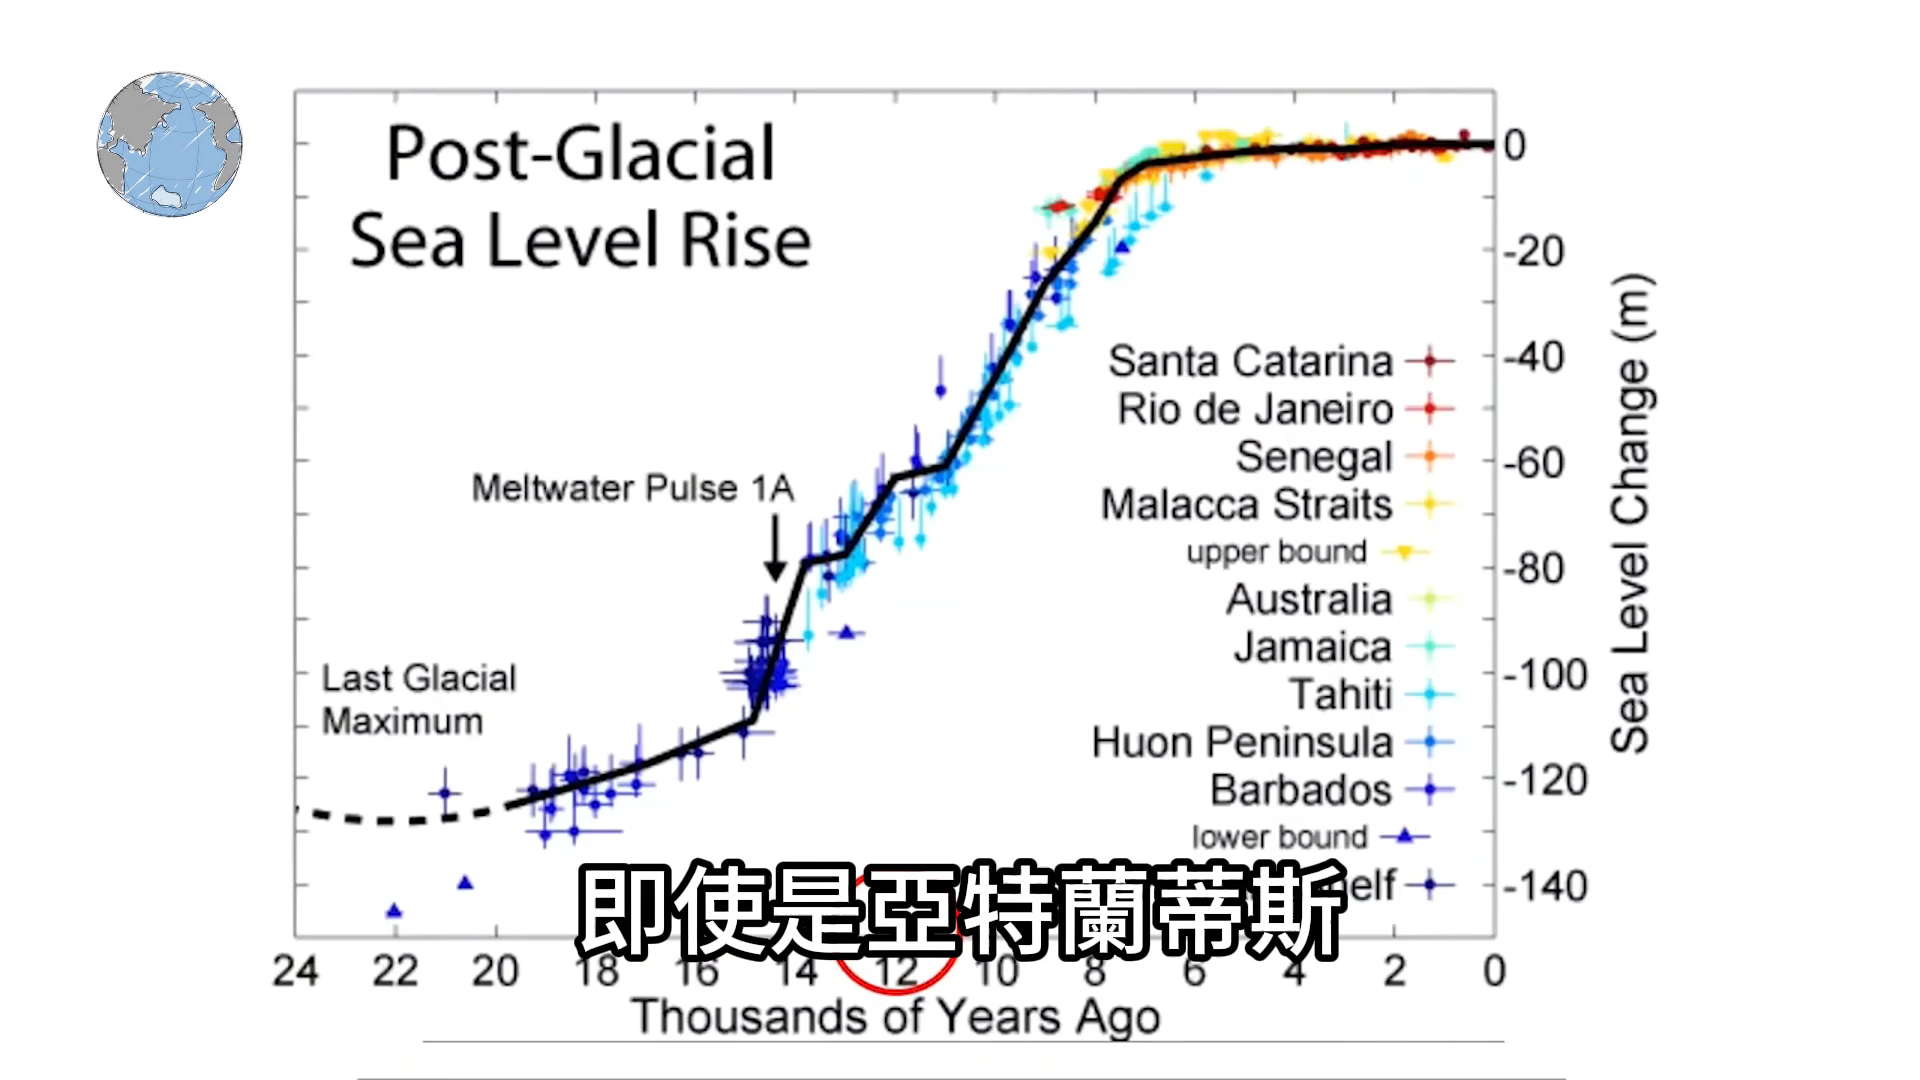 Post-Glacial
Sea Level Rise
0
-20
-40
-60
-80
-100
-120
-140
Sea Level Change (m)
Santa Catarina
Rio de Janeiro
Senegal
Malacca Straits
upper bound
Australia
Jamaica
Tahiti
Huon Peninsula
Barbados
lower bound
Meltwater Pulse 1A
Last Glacial
Maximum
即使是亞特蘭蒂斯
24 22 20 18 16 14 12 10 8 6 4 2 0
Thousands of Years Ago